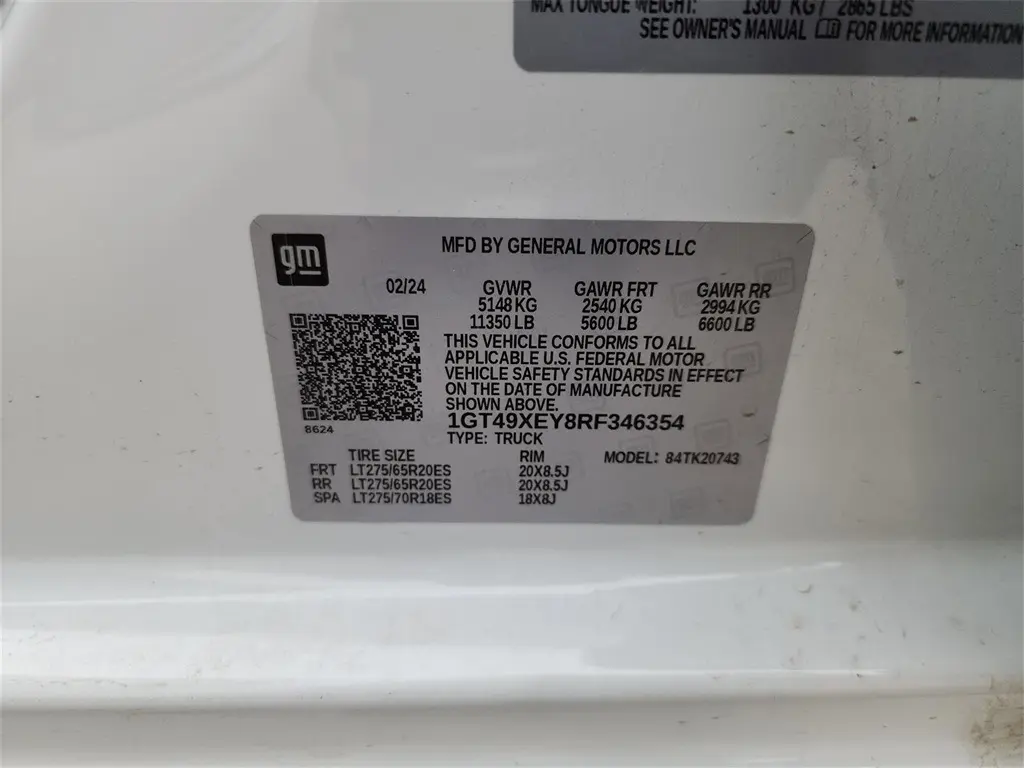 MAX TONGUE WEIGHT: 1300 KG / 2865 LBS
SEE OWNER'S MANUAL FOR MORE INFORMATION
gm
MFD BY GENERAL MOTORS LLC
02/24 GVWR GAWR FRT GAWR RR
5148 KG 2540 KG 2994 KG
11350 LB 5600 LB 6600 LB
THIS VEHICLE CONFORMS TO ALL
APPLICABLE U.S. FEDERAL MOTOR
VEHICLE SAFETY STANDARDS IN EFFECT
ON THE DATE OF MANUFACTURE
SHOWN ABOVE.
8624
1GT49XEY8RF346354
TYPE: TRUCK
TIRE SIZE RIM MODEL: 84TK20743
FRT LT275/65R20ES 20X8.5J
RR LT275/65R20ES 20X8.5J
SPA LT275/70R18ES 18X8J